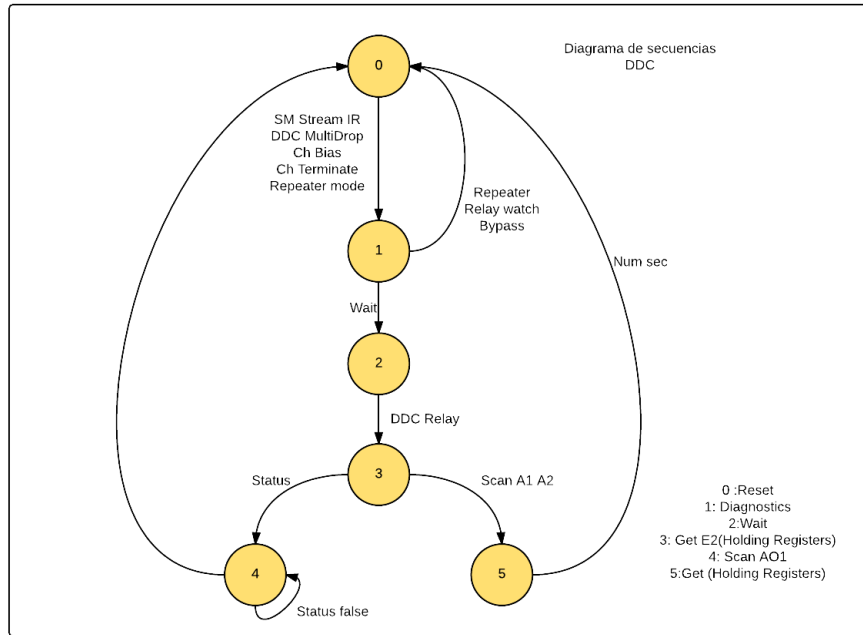 Diagrama de secuencias
DDC
0
SM Stream IR
DDC MultiDrop
Ch Bias
Ch Terminate
Repeater mode
Repeater
Relay watch
Bypass
1
Num sec
Wait
2
DDC Relay
3
Status
Scan A1 A2
4
5
Status false
0 :Reset
1: Diagnostics
2:Wait
3: Get E2(Holding Registers)
4: Scan AO1
5:Get (Holding Registers)